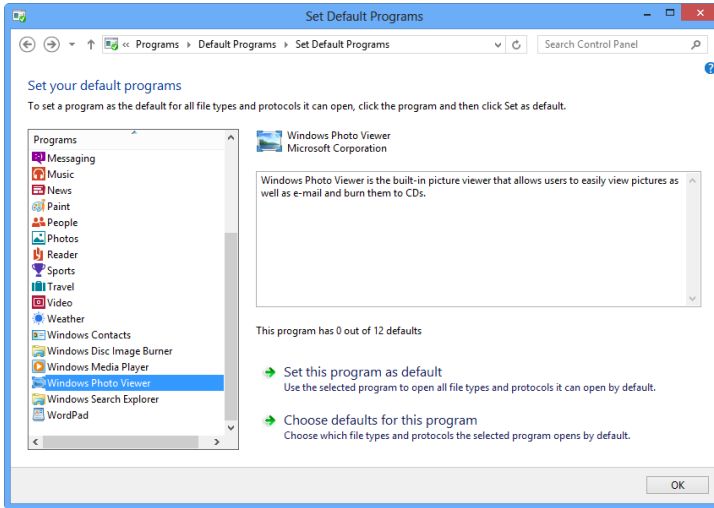 Set Default Programs
« Programs Default Programs Set Default Programs
Search Control Panel
?
Set your default programs
To set a program as the default for all file types and protocols it can open, click the program and then click Set as default.
Programs
Messaging
Music
News
Paint
People
Photos
Reader
Sports
Travel
Video
Weather
Windows Contacts
Windows Disc Image Burner
Windows Media Player
Windows Photo Viewer
Windows Search Explorer
WordPad
Windows Photo Viewer
Microsoft Corporation
Windows Photo Viewer is the built-in picture viewer that allows users to easily view pictures as
well as e-mail and burn them to CDs.
This program has 0 out of 12 defaults
Set this program as default
Use the selected program to open all file types and protocols it can open by default.
Choose defaults for this program
Choose which file types and protocols the selected program opens by default.
OK